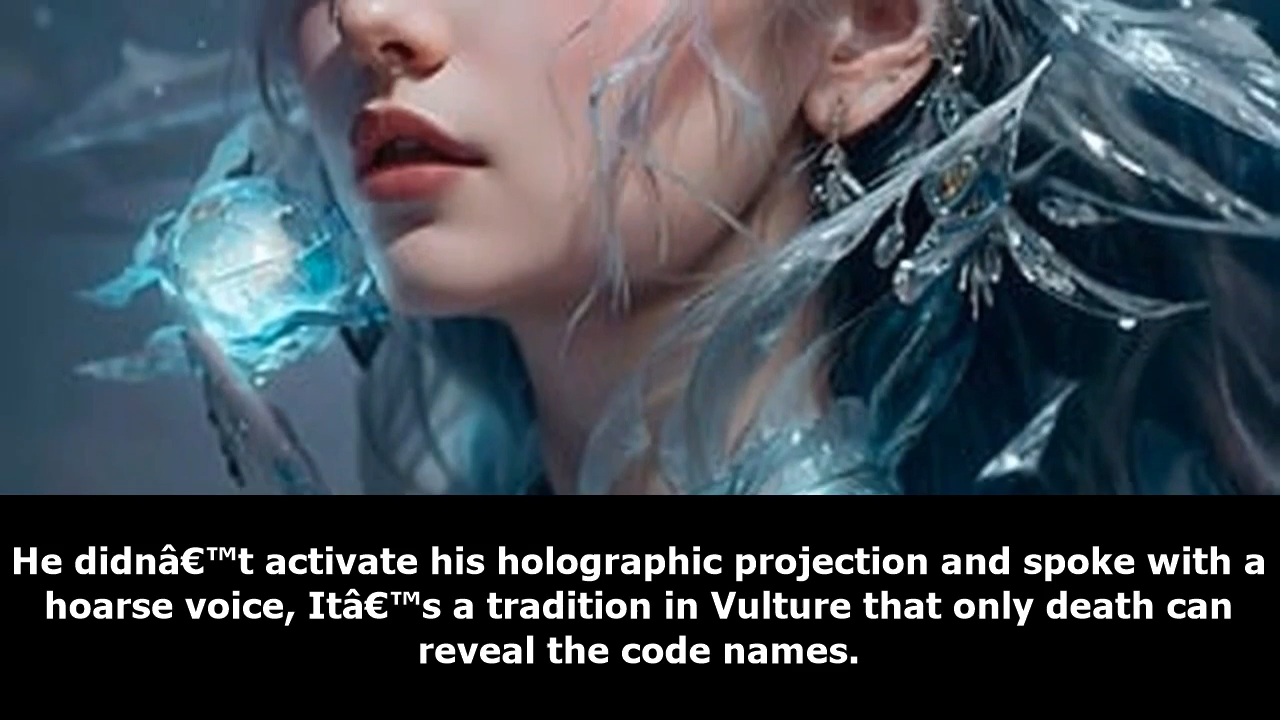 He didnâ€™t activate his holographic projection and spoke with a
hoarse voice, Itâ€™s a tradition in Vulture that only death can
reveal the code names.